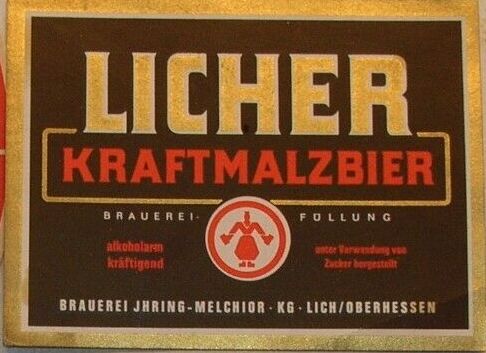 LICHER
KRAFTMALZBIER
BRAUEREI- FÜLLUNG
alkoholarm
kräftigend
unter Verwendung von
Zucker hergestellt
BRAUEREI JHRING-MELCHIOR · KG · LICH/OBERHESSEN